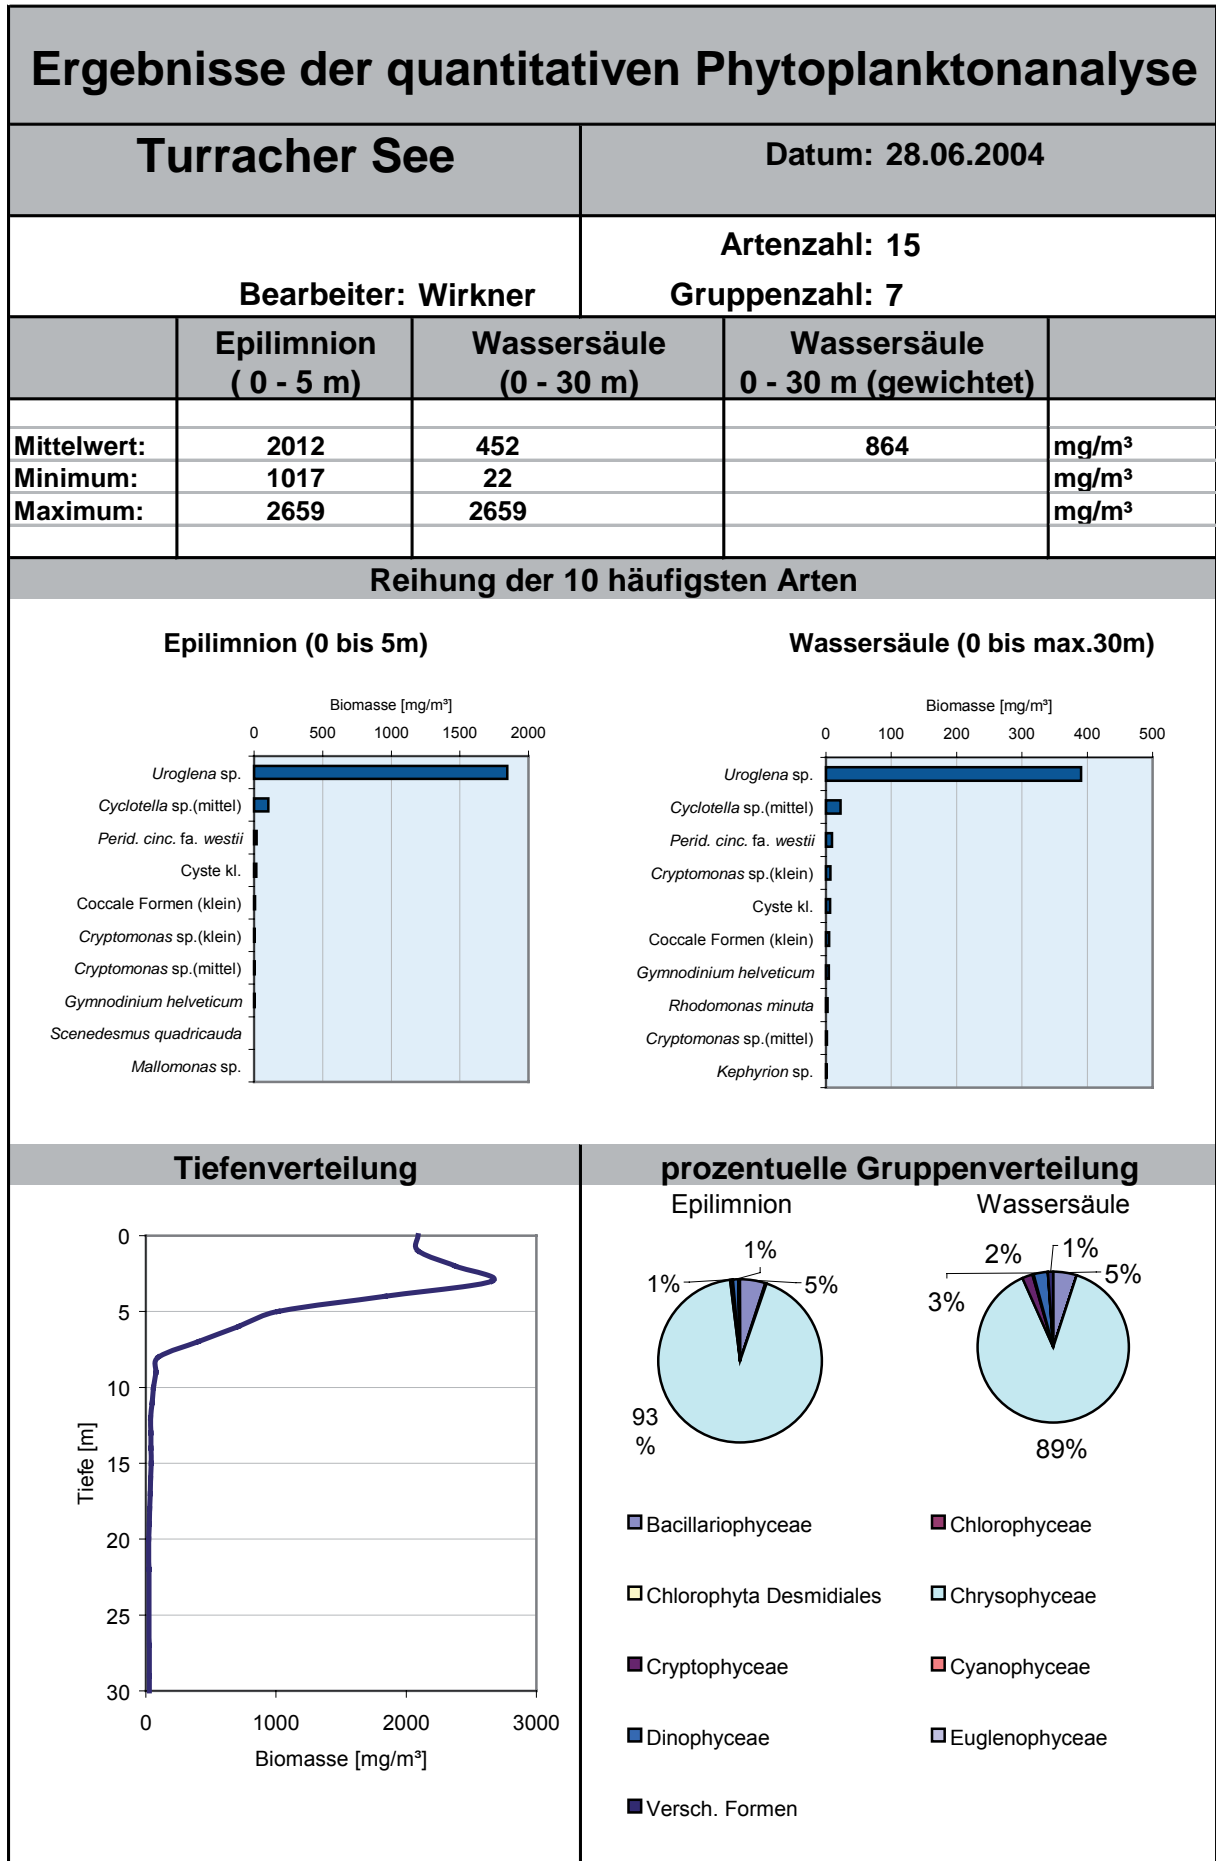 Ergebnisse der quantitativen Phytoplanktonanalyse
Turracher See
Datum: 28.06.2004
Artenzahl: 15
Bearbeiter: Wirkner
Gruppenzahl: 7
Epilimnion Wassersäule Wassersäule
( 0 - 5 m) (0 - 30 m) 0 - 30 m (gewichtet)
Mittelwert: 2012 452 864 mg/m³
Minimum: 1017 22 mg/m³
Maximum: 2659 2659 mg/m³
Reihung der 10 häufigsten Arten
Epilimnion (0 bis 5m)
Biomasse [mg/m³]
0 500 1000 1500 2000
Uroglena sp.
Cyclotella sp.(mittel)
Perid. cinc. fa. westii
Cyste kl.
Coccale Formen (klein)
Cryptomonas sp.(klein)
Cryptomonas sp.(mittel)
Gymnodinium helveticum
Scenedesmus quadricauda
Mallomonas sp.
Wassersäule (0 bis max.30m)
Biomasse [mg/m³]
0 100 200 300 400 500
Uroglena sp.
Cyclotella sp.(mittel)
Perid. cinc. fa. westii
Cryptomonas sp.(klein)
Cyste kl.
Coccale Formen (klein)
Gymnodinium helveticum
Rhodomonas minuta
Cryptomonas sp.(mittel)
Kephyrion sp.
Tiefenverteilung
0
5
10
15
20
25
30
Tiefe [m]
0 1000 2000 3000
Biomasse [mg/m³]
prozentuelle Gruppenverteilung
Epilimnion
1%
1%
5%
93
%
Wassersäule
2%
1%
5%
3%
89%
Bacillariophyceae
Chlorophyceae
Chlorophyta Desmidiales
Chrysophyceae
Cryptophyceae
Cyanophyceae
Dinophyceae
Euglenophyceae
Versch. Formen